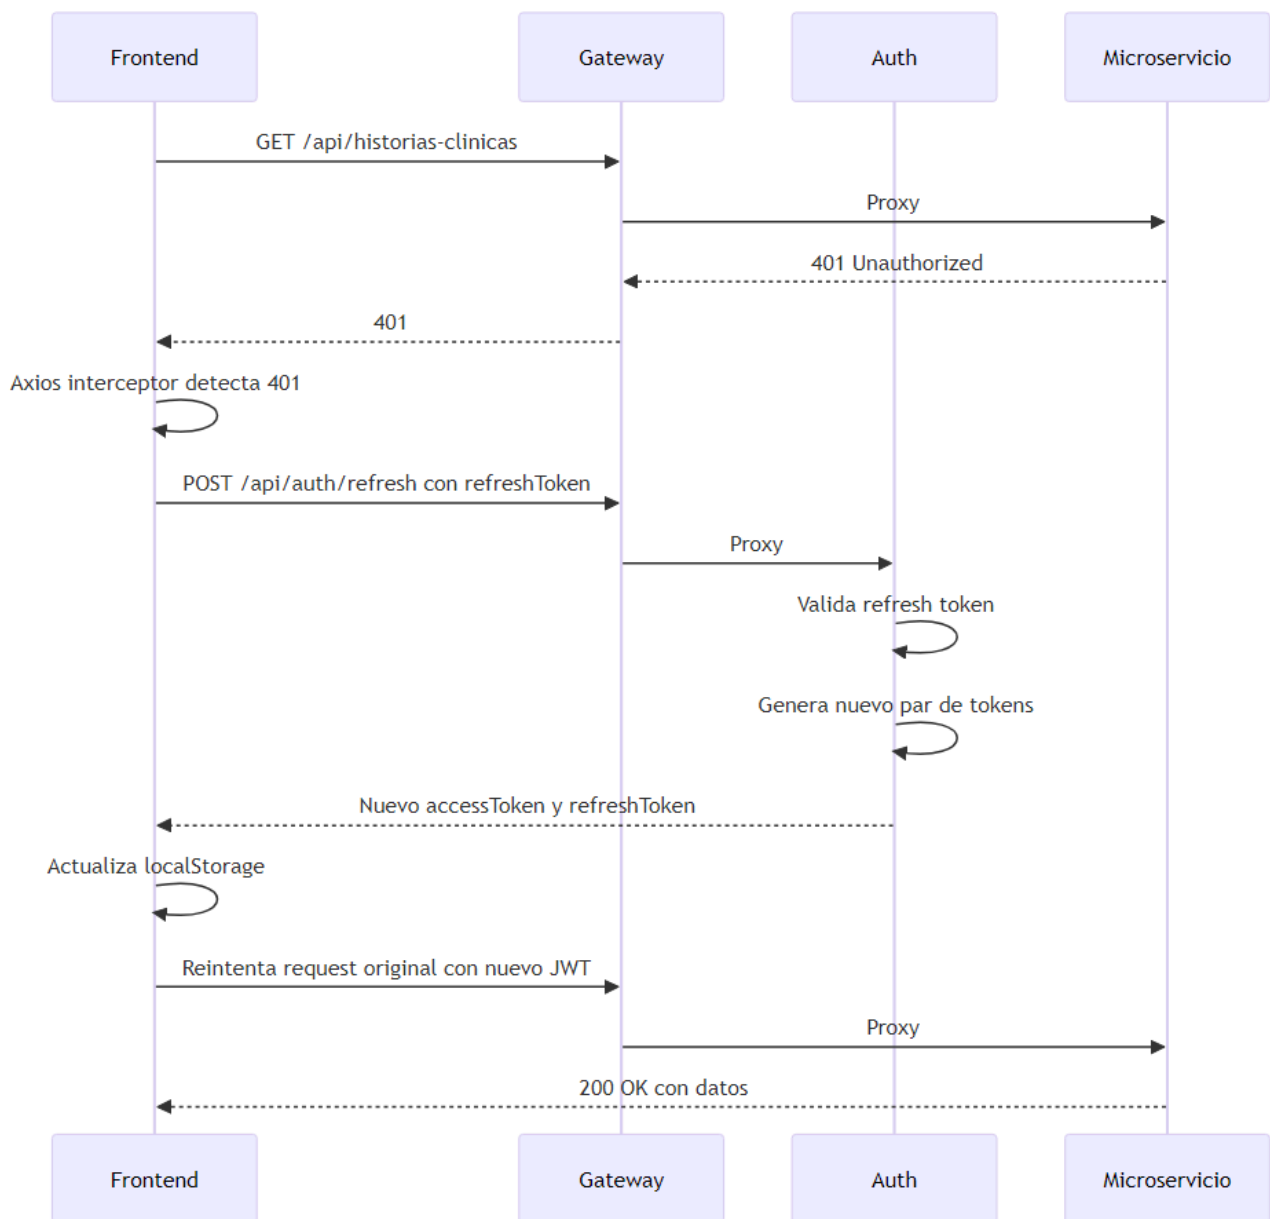 Frontend Gateway Auth Microservicio
GET /api/historias-clinicas
Proxy
401 Unauthorized
401
Axios interceptor detecta 401
POST /api/auth/refresh con refreshToken
Proxy
Valida refresh token
Genera nuevo par de tokens
Nuevo accessToken y refreshToken
Actualiza localStorage
Reintenta request original con nuevo JWT
Proxy
200 OK con datos
Frontend Gateway Auth Microservicio